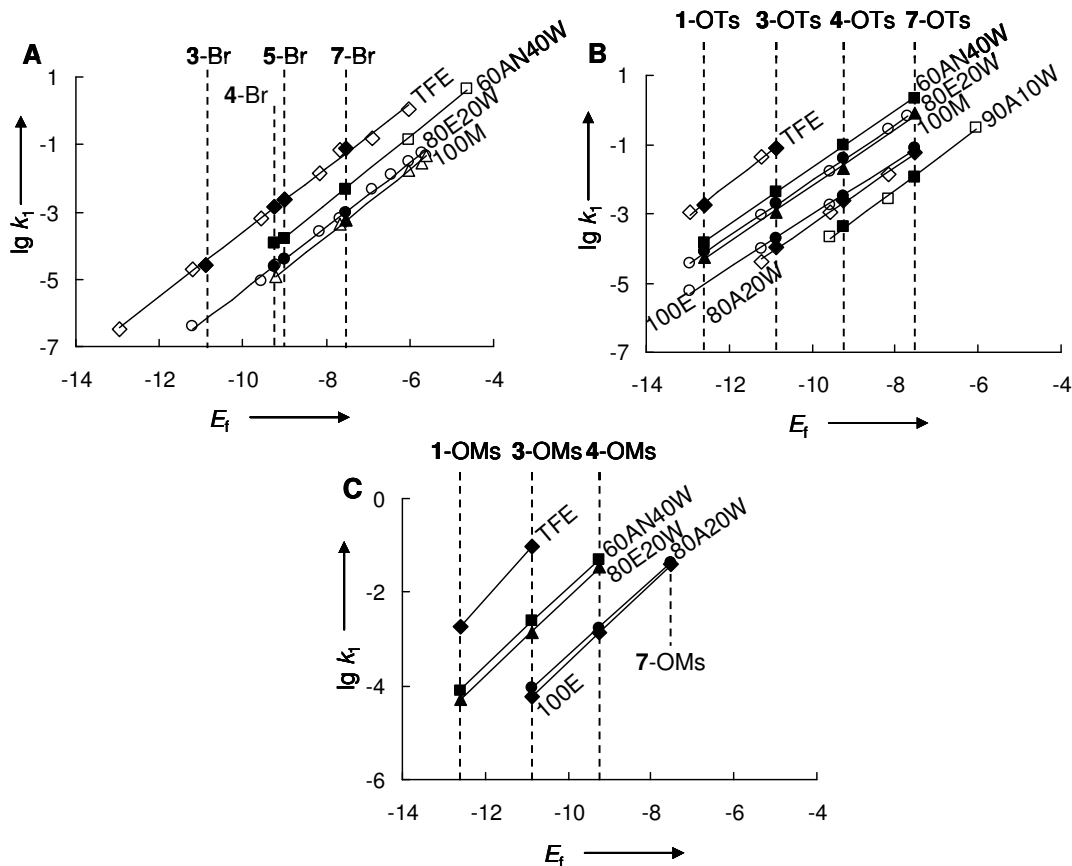 A
3-Br
5-Br
7-Br
4-Br
TFE
60AN40W
80E20W
100M
lg k1
1
-1
-3
-5
-7
-14
-12
-10
-8
-6
-4
Ef
B
1-OTs 3-OTs 4-OTs 7-OTs
TFE
60AN40W
80E20W
100M
90A10W
100E
80A20W
lg k1
1
-1
-3
-5
-7
-14
-12
-10
-8
-6
-4
Ef
C
1-OMs 3-OMs 4-OMs
TFE
60AN40W
80E20W
80A20W
100E
7-OMs
lg k1
0
-2
-4
-6
-14
-12
-10
-8
-6
-4
Ef